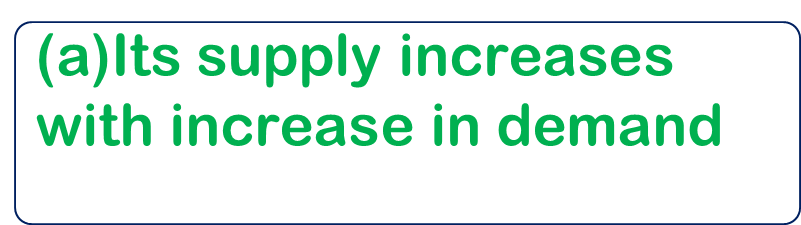 (a)Its supply increases
with increase in demand